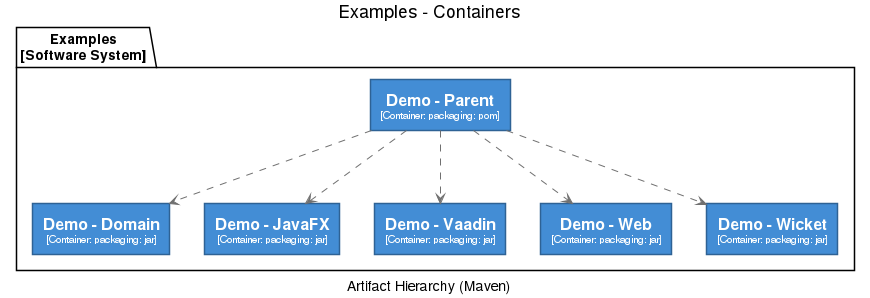 Examples - Containers
Examples
[Software System]
Demo - Parent
[Container: packaging: pom]
Demo - Domain
[Container: packaging: jar]
Demo - JavaFX
[Container: packaging: jar]
Demo - Vaadin
[Container: packaging: jar]
Demo - Web
[Container: packaging: jar]
Demo - Wicket
[Container: packaging: jar]
Artifact Hierarchy (Maven)